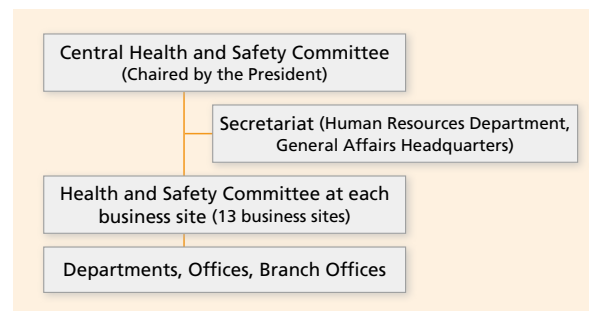 Central Health and Safety Committee
(Chaired by the President)
Secretariat (Human Resources Department,
General Affairs Headquarters)
Health and Safety Committee at each
business site (13 business sites)
Departments, Offices, Branch Offices